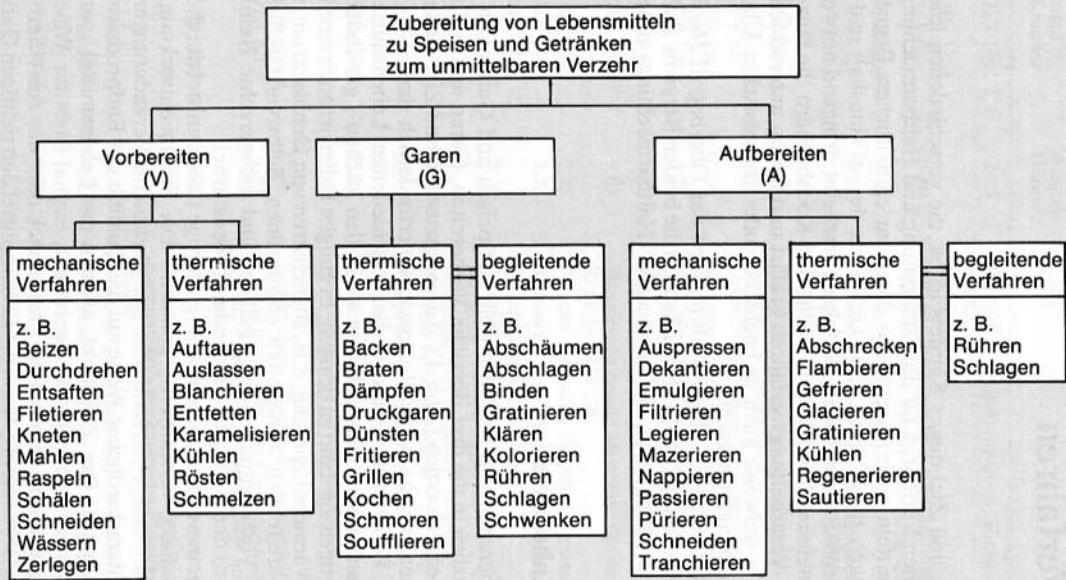 Zubereitung von Lebensmitteln
zu Speisen und Getränken
zum unmittelbaren Verzehr
Vorbereiten
(V)
Garen
(G)
Aufbereiten
(A)
mechanische
Verfahren
z. B.
Beizen
Durchdrehen
Entsaften
Filetieren
Kneten
Mahlen
Raspeln
Schälen
Schneiden
Wässern
Zerlegen
thermische
Verfahren
z. B.
Auftauen
Auslassen
Blanchieren
Entfetten
Karamelisieren
Kühlen
Rösten
Schmelzen
thermische
Verfahren
z. B.
Backen
Braten
Dämpfen
Druckgaren
Dünsten
Fritieren
Grillen
Kochen
Schmoren
Soufflieren
begleitende
Verfahren
z. B.
Abschäumen
Abschlagen
Binden
Gratinieren
Klären
Kolorieren
Rühren
Schlagen
Schwenken
mechanische
Verfahren
z. B.
Auspressen
Dekantieren
Emulgieren
Filtrieren
Legieren
Mazerieren
Nappieren
Passieren
Pürieren
Schneiden
Tranchieren
thermische
Verfahren
z. B.
Abschrecken
Flambieren
Gefrieren
Glacieren
Gratinieren
Kühlen
Regenerieren
Sautieren
begleitende
Verfahren
z. B.
Rühren
Schlagen